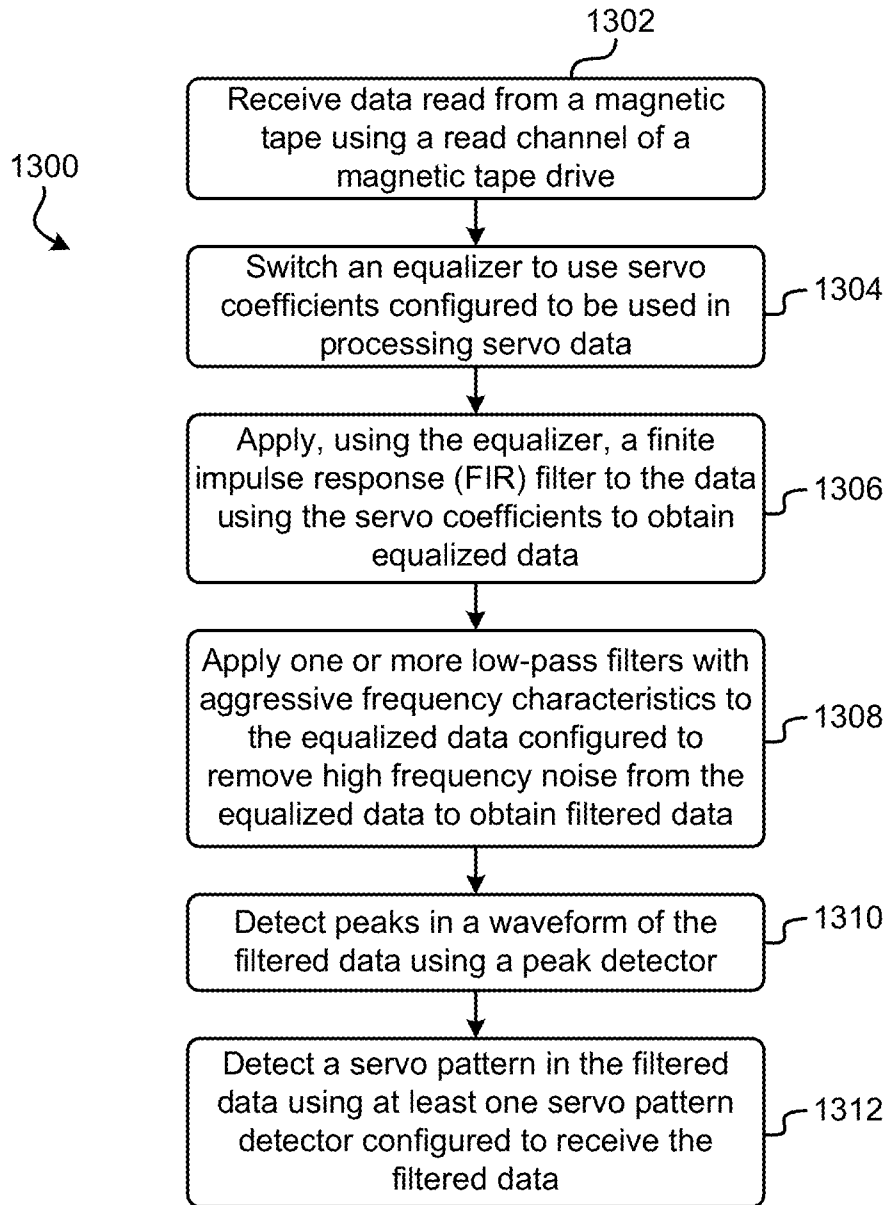 1302
Receive data read from a magnetic
tape using a read channel of a
magnetic tape drive
1300
Switch an equalizer to use servo
coefficients configured to be used in
processing servo data
1304
Apply, using the equalizer, a finite
impulse response (FIR) filter to the data
using the servo coefficients to obtain
equalized data
1306
Apply one or more low-pass filters with
aggressive frequency characteristics to
the equalized data configured to
remove high frequency noise from the
equalized data to obtain filtered data
1308
Detect peaks in a waveform of the
filtered data using a peak detector
1310
Detect a servo pattern in the filtered
data using at least one servo pattern
detector configured to receive the
filtered data
1312